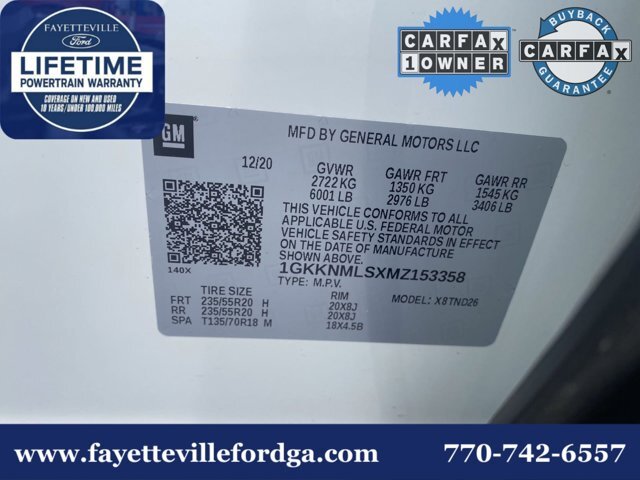 FAYETTEVILLE
Ford
LIFETIME
POWERTRAIN WARRANTY
COVERAGE ON NEW AND USED
10 YEARS/UNDER 100,000 MILES
CARFAX
1 OWNER
BUYBACK
CARFAX
GUARANTEE
GM
MFD BY GENERAL MOTORS LLC
12/20 GVWR GAWR FRT GAWR RR
2722 KG 1350 KG 1545 KG
6001 LB 2976 LB 3406 LB
THIS VEHICLE CONFORMS TO ALL
APPLICABLE U.S. FEDERAL MOTOR
VEHICLE SAFETY STANDARDS IN EFFECT
ON THE DATE OF MANUFACTURE SHOWN ABOVE.
140X
1GKKNMLSXMZ153358
TYPE: M.P.V. MODEL: X8TND26
TIRE SIZE RIM
FRT 235/55R20 H 20X8J
RR 235/55R20 H 20X8J
SPA T135/70R18 M 18X4.5B
www.fayettevillefordga.com 770-742-6557